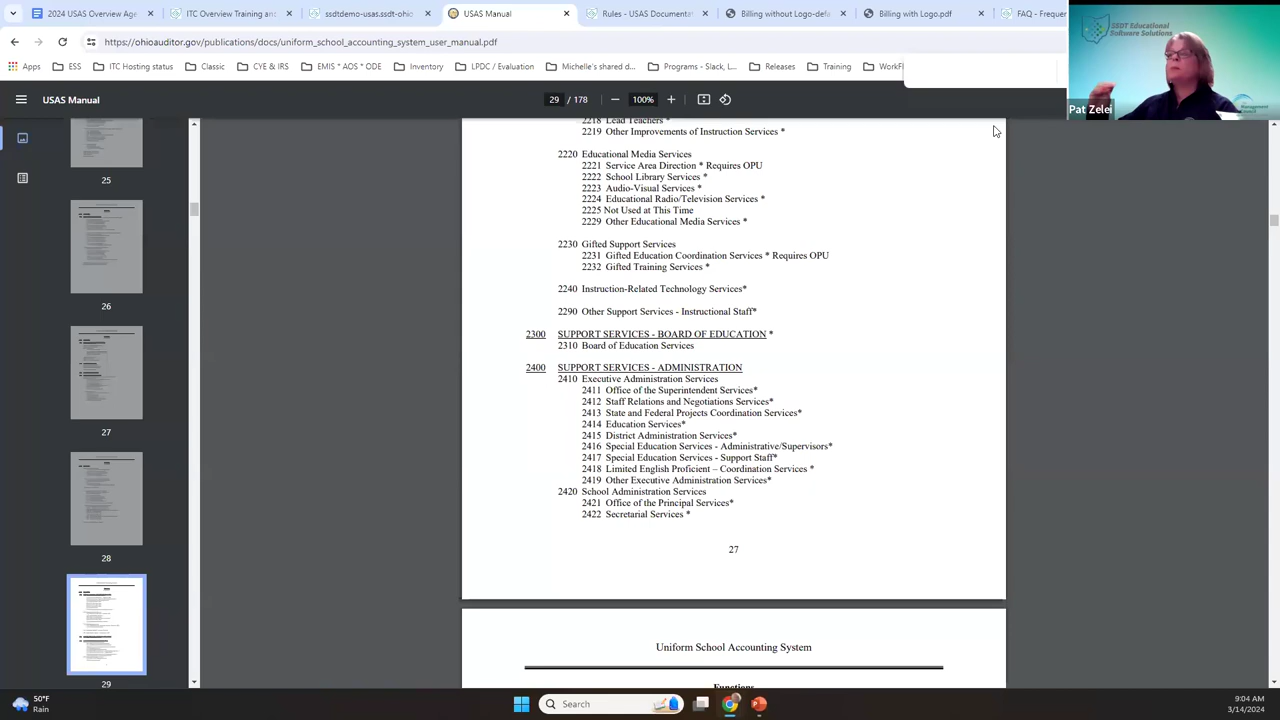 2024 USAS Overview Age
ITC Overview Training an
ssdtdemo-precast.ssdt-ohic
USAS Manual
Rules - USAS Documentat
Billing without Logo-defa
Billing with Logo.pdf
FAQ - Frequen
https://ohioauditor.gov/publications/docs/uniform_school_accounting_system_user_manual.pdf
Apps
ESS
ITC Hosting status
Classic
CYE & IRS
EMIS * AOS * ODE
Inventory
LPDC / Evaluation
Michelle's shared d...
Programs - Slack, L...
Releases
Training
WorkFl
SSDT Educational
Software Solutions
Pat Zelei
Management
Council
USAS Manual
29 / 178
100%
25
26
27
28
29
2218 Lead Teachers *
2219 Other Improvements of Instruction Services *
2220 Educational Media Services
2221 Service Area Direction * Requires OPU
2222 School Library Services *
2223 Audio-Visual Services *
2224 Educational Radio/Television Services *
2225 Not Used at This Time
2229 Other Educational Media Services *
2230 Gifted Support Services
2231 Gifted Education Coordination Services * Requires OPU
2232 Gifted Training Services *
2240 Instruction-Related Technology Services*
2290 Other Support Services - Instructional Staff*
2300 SUPPORT SERVICES - BOARD OF EDUCATION *
2310 Board of Education Services
2400 SUPPORT SERVICES - ADMINISTRATION
2410 Executive Administration Services
2411 Office of the Superintendent Services*
2412 Staff Relations and Negotiations Services*
2413 State and Federal Projects Coordination Services*
2414 Education Services*
2415 District Administration Services*
2416 Special Education Services - Administrative/Supervisors*
2417 Special Education Services - Support Staff*
2418 Limited English Proficient – Coordination Services *
2419 Other Executive Administration Services*
2420 School Administration Services
2421 Office of the Principal Services*
2422 Secretarial Services *
27
Uniform School Accounting System
Functions
50°F
Rain
Search
9:04 AM
3/14/2024